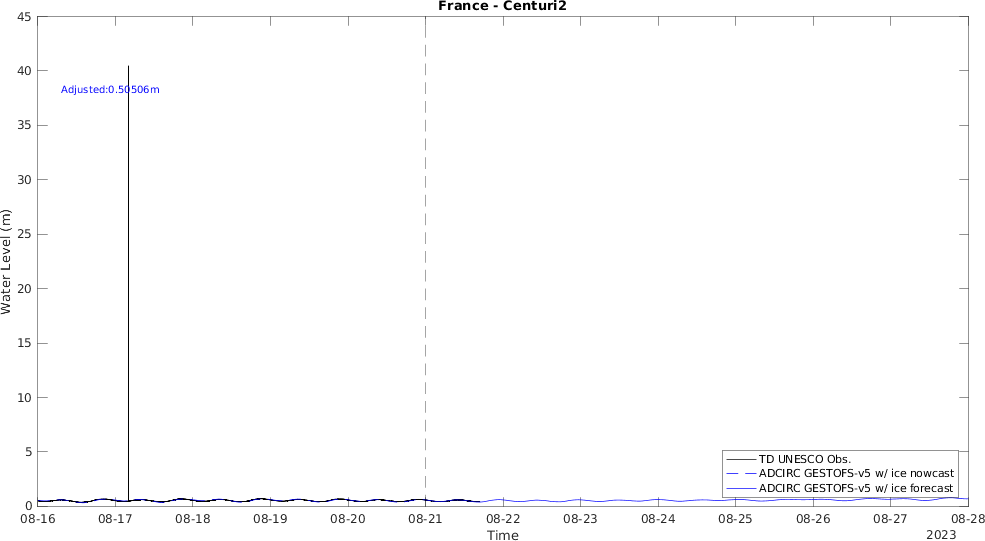 France - Centuri2
45
40
35
30
25
20
15
10
5
0
Water Level (m)
Adjusted:0.50506m
TD UNESCO Obs.
ADCIRC GESTOFS-v5 w/ ice nowcast
ADCIRC GESTOFS-v5 w/ ice forecast
08-16 08-17 08-18 08-19 08-20 08-21 08-22 08-23 08-24 08-25 08-26 08-27 08-28
Time
2023